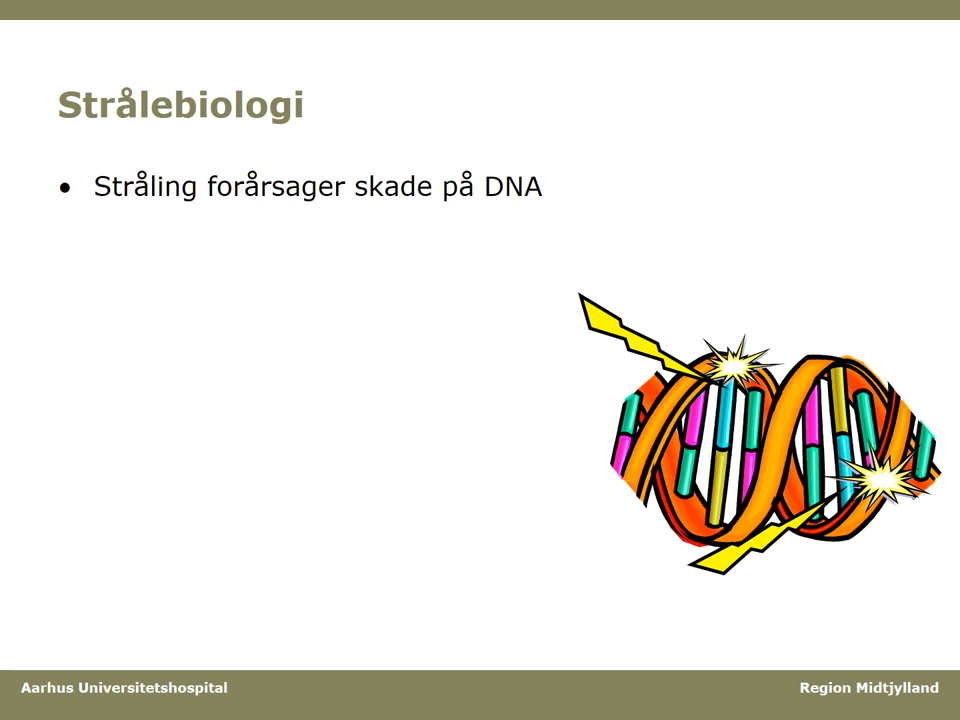 Strålebiologi
• Stråling forårsager skade på DNA
Aarhus Universitetshospital
Region Midtjylland